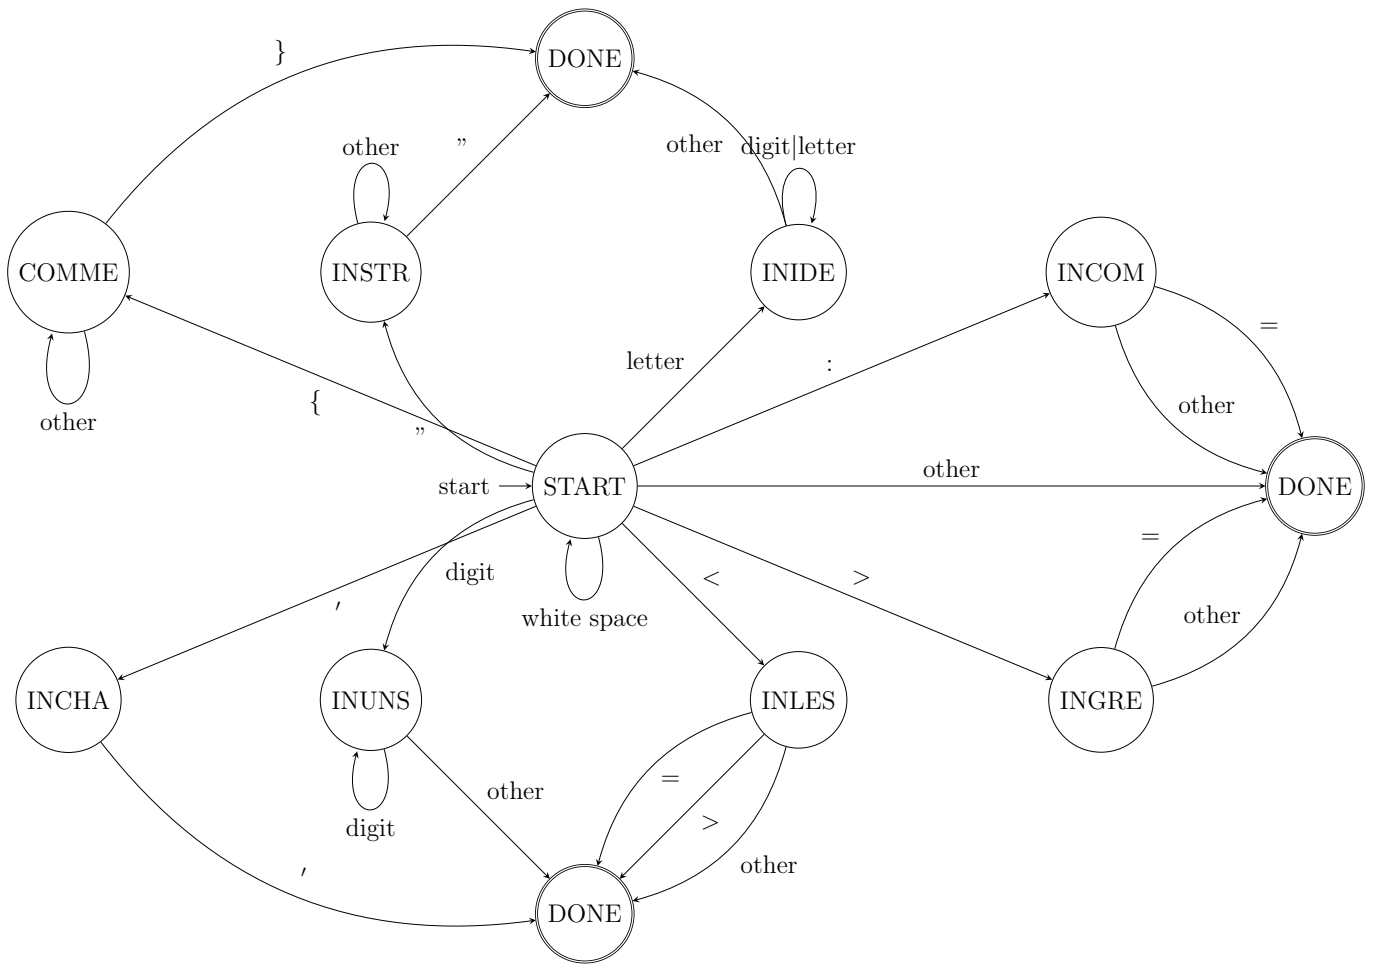 }
DONE
other
”
other
digit|letter
COMME
INSTR
INIDE
INCOM
=
letter
:
{
other
other
”
other
start
START
DONE
=
digit
<
>
′
other
white space
INCHA
INUNS
INLES
INGRE
=
other
>
digit
other
′
DONE